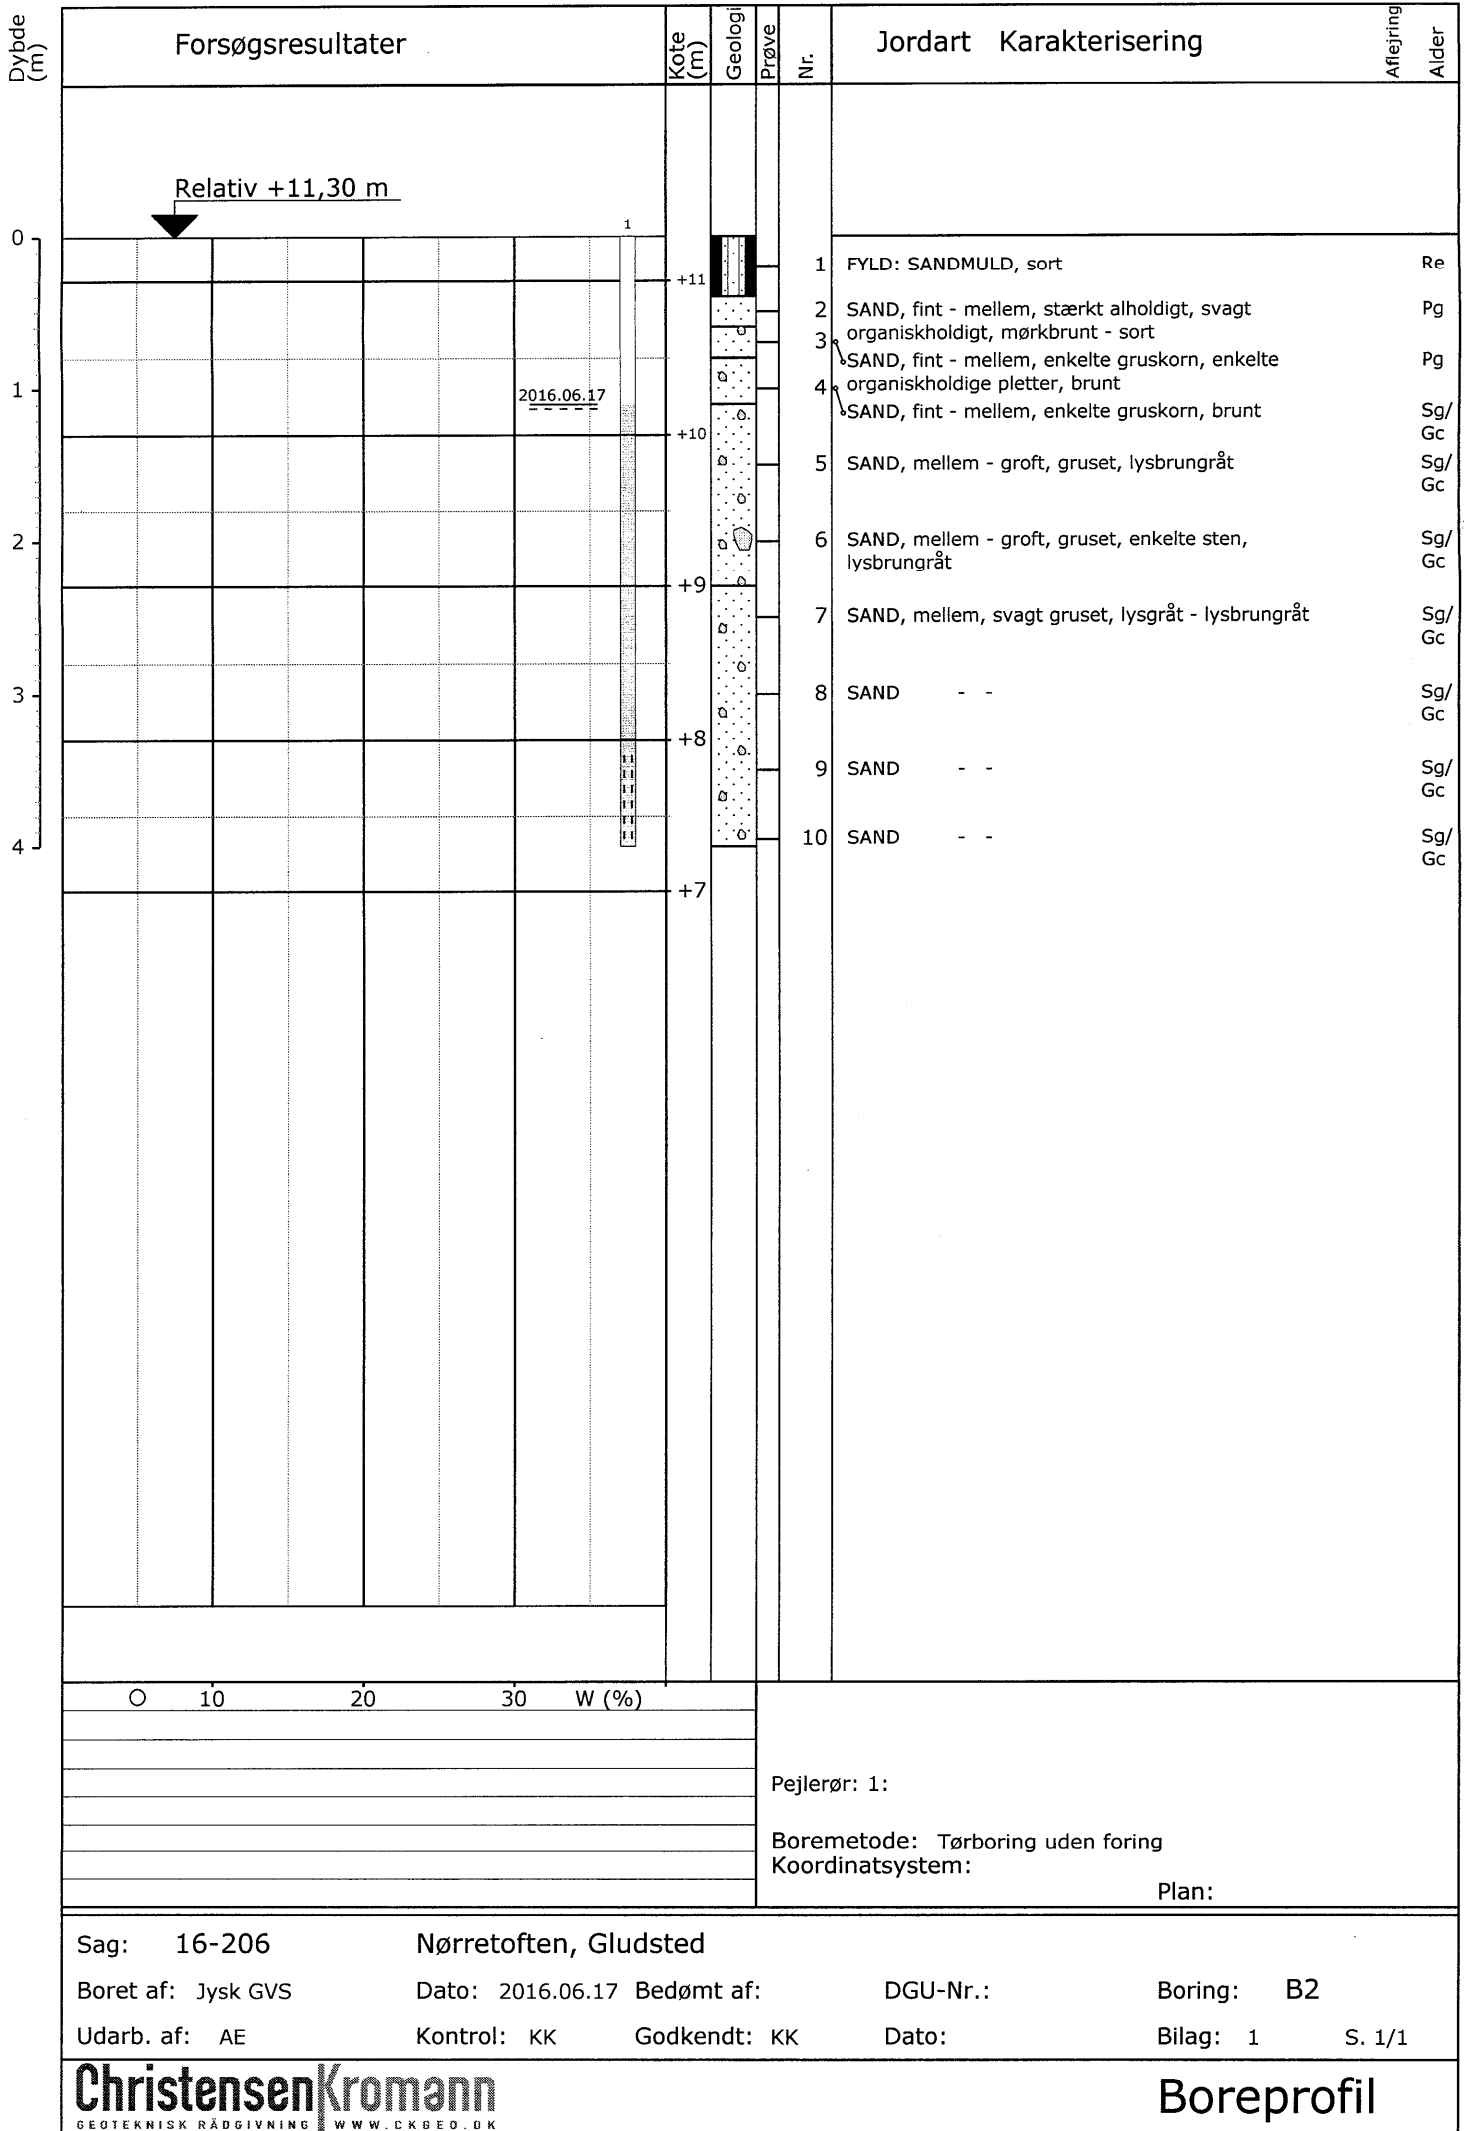 Dybde (m)
Forsøgsresultater
Kote (m)
Geologi
Prøve
Nr.
Jordart Karakterisering
Aflejring
Alder
Relativ +11,30 m
1
0
1 FYLD: SANDMULD, sort Re
+11
2 SAND, fint - mellem, stærkt alholdigt, svagt Pg
organiskholdigt, mørkbrunt - sort
3
SAND, fint - mellem, enkelte gruskorn, enkelte Pg
organiskholdige pletter, brunt
4
1
2016.06.17
SAND, fint - mellem, enkelte gruskorn, brunt Sg/
Gc
+10
5 SAND, mellem - groft, gruset, lysbrungråt Sg/
Gc
2
6 SAND, mellem - groft, gruset, enkelte sten, Sg/
lysbrungråt Gc
+9
7 SAND, mellem, svagt gruset, lysgråt - lysbrungråt Sg/
Gc
3
8 SAND - - Sg/
Gc
+8
9 SAND - - Sg/
Gc
4
10 SAND - - Sg/
Gc
+7
O 10 20 30 W (%)
Pejlerør: 1:
Boremetode: Tørboring uden foring
Koordinatsystem:
Plan:
Sag: 16-206 Nørretoften, Gludsted
Boret af: Jysk GVS Dato: 2016.06.17 Bedømt af: DGU-Nr.: Boring: B2
Udarb. af: AE Kontrol: KK Godkendt: KK Dato: Bilag: 1 S. 1/1
ChristensenKromann
GEOTEKNISK RÅDGIVNING WWW.CKGEO.DK
Boreprofil